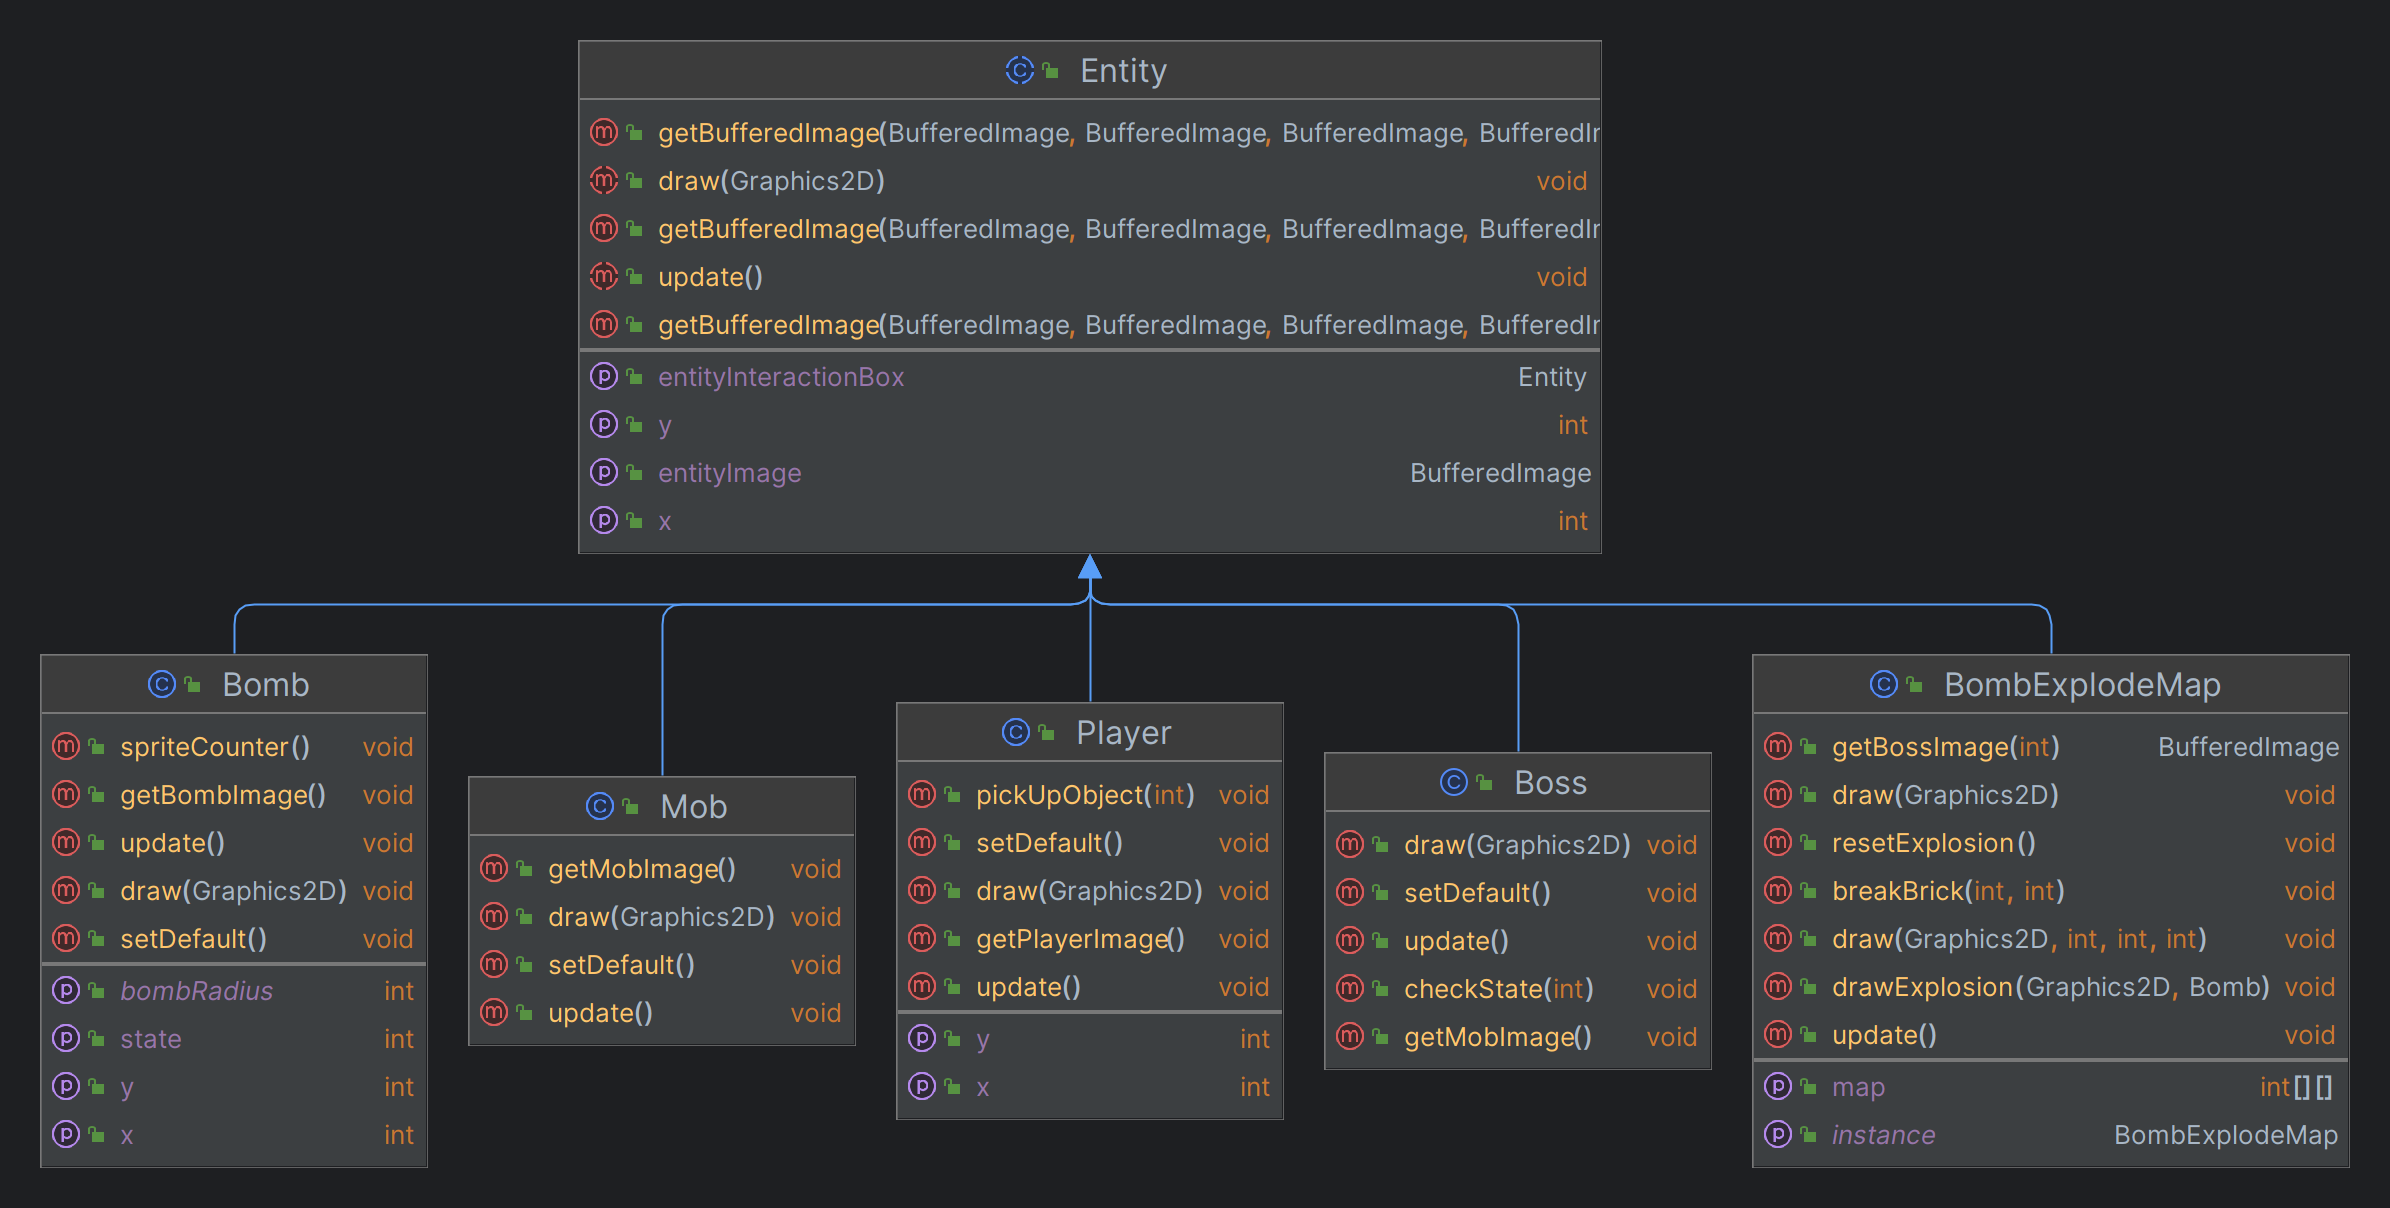 Entity
getBufferedImage(BufferedImage, BufferedImage, BufferedImage, BufferedIr
draw(Graphics2D) void
getBufferedImage(BufferedImage, BufferedImage, BufferedImage, BufferedIr
update() void
getBufferedImage(BufferedImage, BufferedImage, BufferedImage, BufferedIr
entityInteractionBox Entity
y int
entityImage BufferedImage
x int
Bomb
spriteCounter() void
getBombImage() void
update() void
draw(Graphics2D) void
setDefault() void
bombRadius int
state int
y int
x int
Mob
getMobImage() void
draw(Graphics2D) void
setDefault() void
update() void
Player
pickUpObject(int) void
setDefault() void
draw(Graphics2D) void
getPlayerImage() void
update() void
y int
x int
Boss
draw(Graphics2D) void
setDefault() void
update() void
checkState(int) void
getMobImage() void
BombExplodeMap
getBossImage(int) BufferedImage
draw(Graphics2D) void
resetExplosion() void
breakBrick(int, int) void
draw(Graphics2D, int, int, int) void
drawExplosion(Graphics2D, Bomb) void
update() void
map int[][]
instance BombExplodeMap